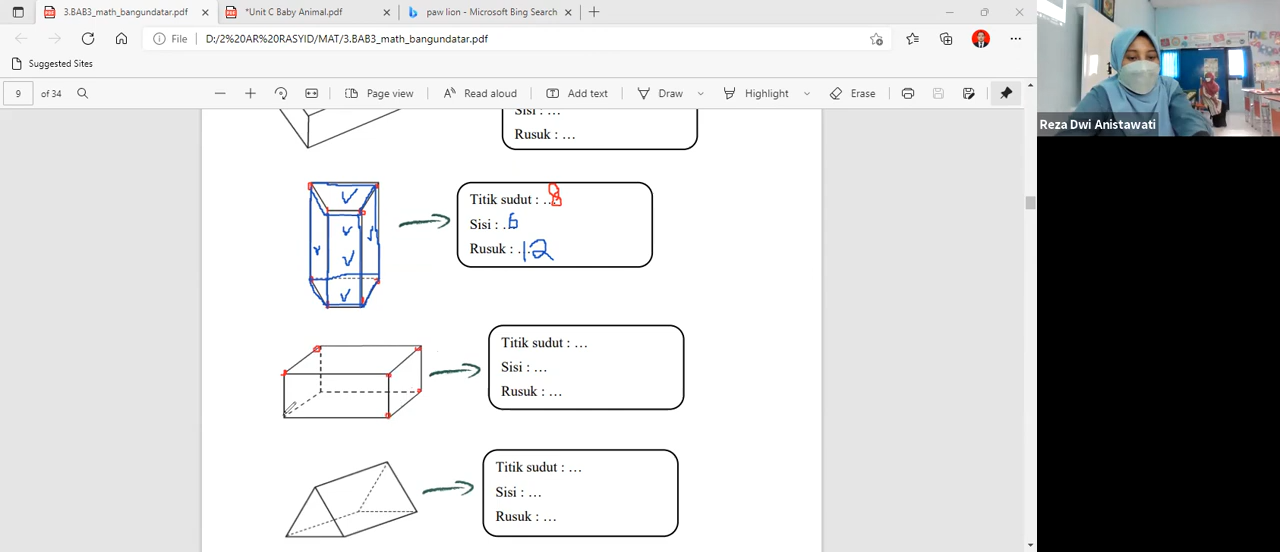 3.BAB3_math_bangundatar.pdf
*Unit C Baby Animal.pdf
paw lion - Microsoft Bing Search
File
D:/2%20AR%20RASYID/MAT/3.BAB3_math_bangundatar.pdf
Suggested Sites
9 of 34
Page view
Read aloud
Add text
Draw
Highlight
Erase
Reza Dwi Anistawati
Sisi : …
Rusuk : …
Titik sudut : … 8
Sisi : … 6
Rusuk : … 12
Titik sudut : …
Sisi : …
Rusuk : …
Titik sudut : …
Sisi : …
Rusuk : …